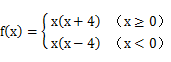 f(x) = { x(x + 4) （x ≥ 0）
x(x − 4) （x < 0）